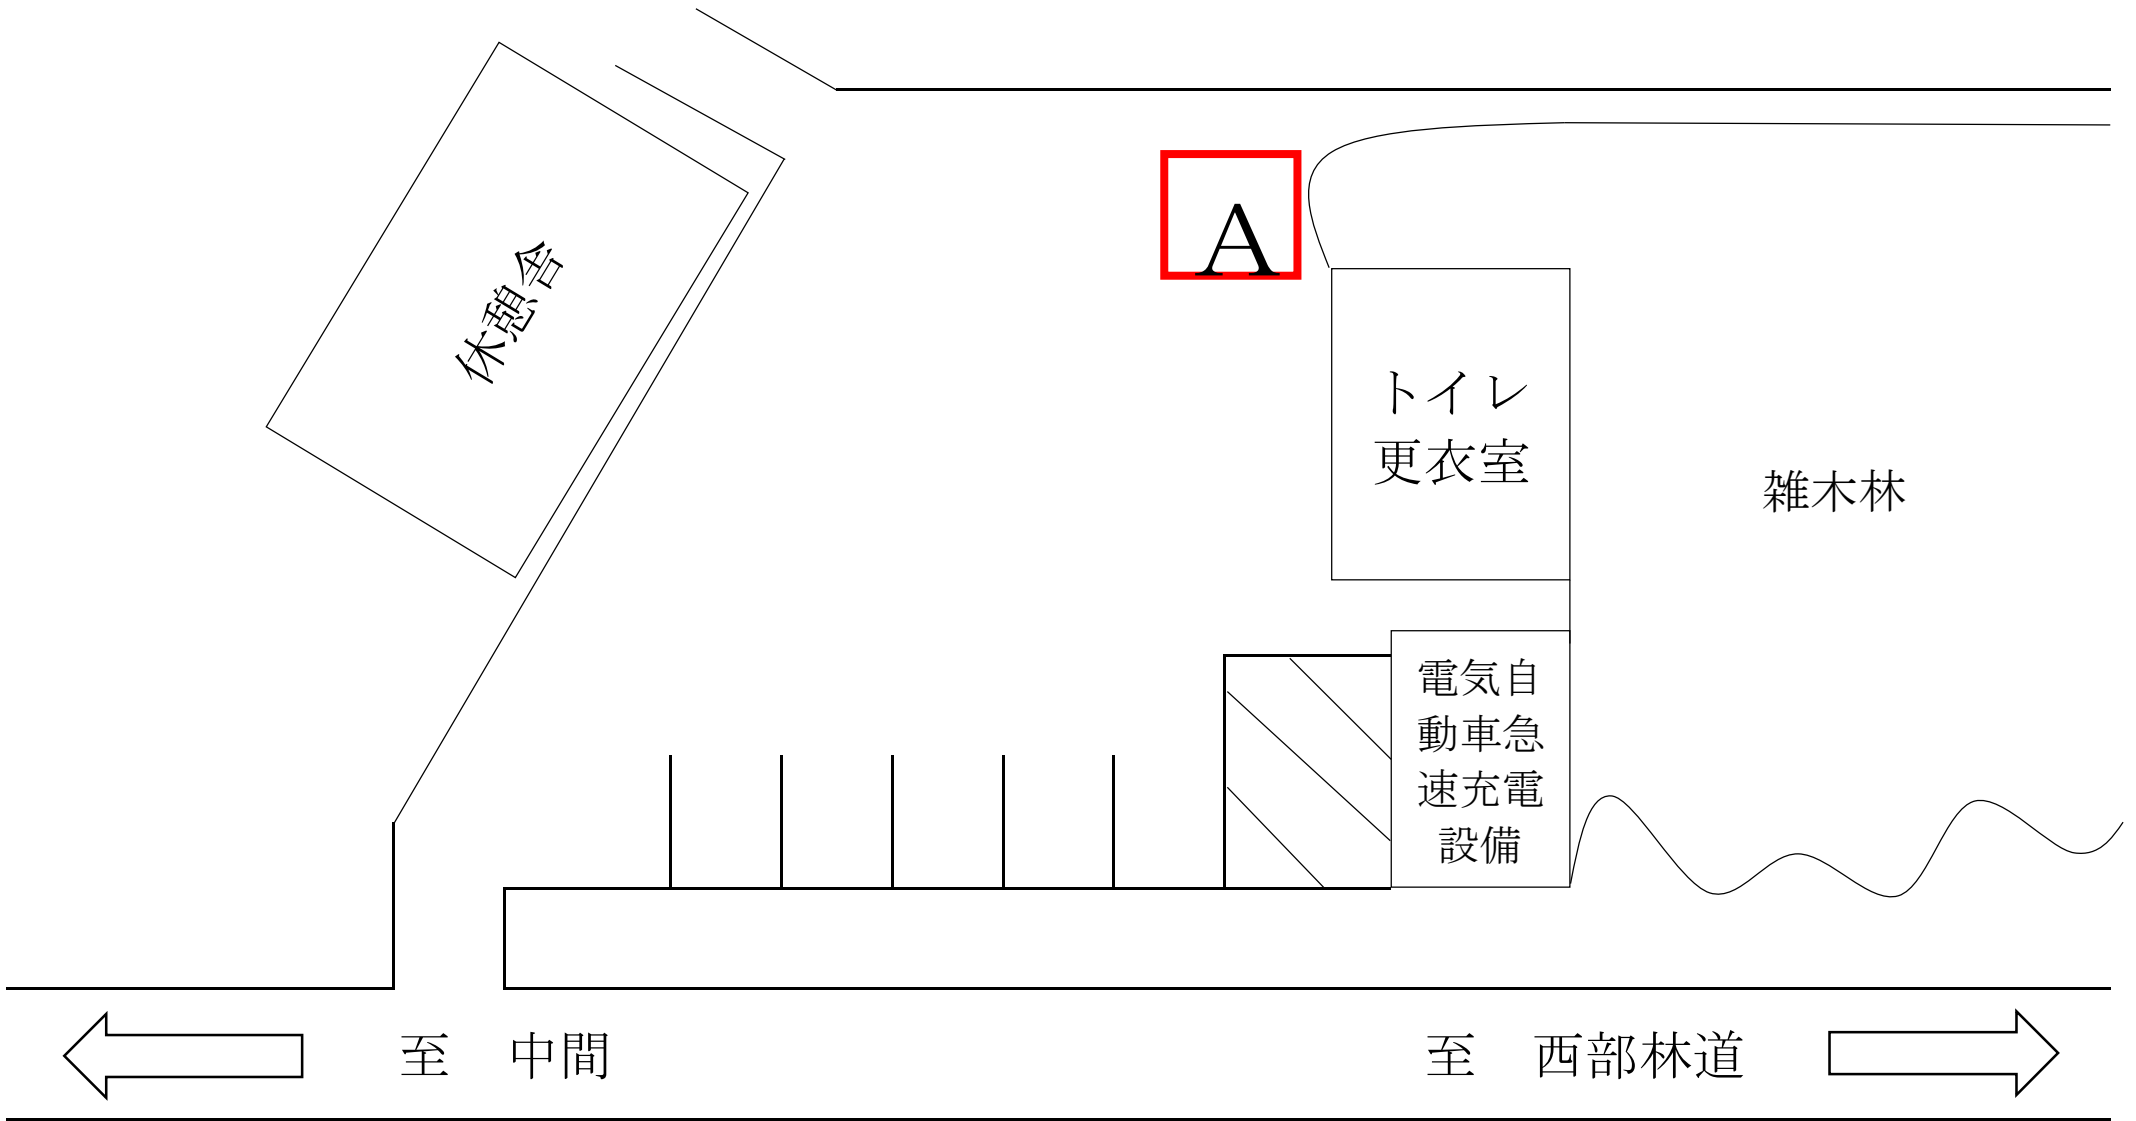 A
休憩舎
トイレ
更衣室
雑木林
電気自
動車急
速充電
設備
至　中間
至　西部林道